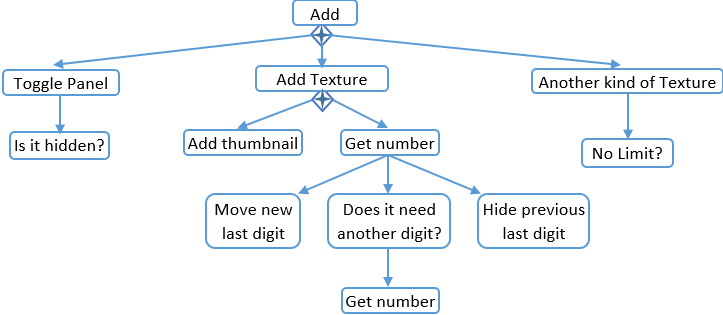 Add
Toggle Panel
Add Texture
Another kind of Texture
Is it hidden?
Add thumbnail
Get number
No Limit?
Move new
last digit
Does it need
another digit?
Hide previous
last digit
Get number